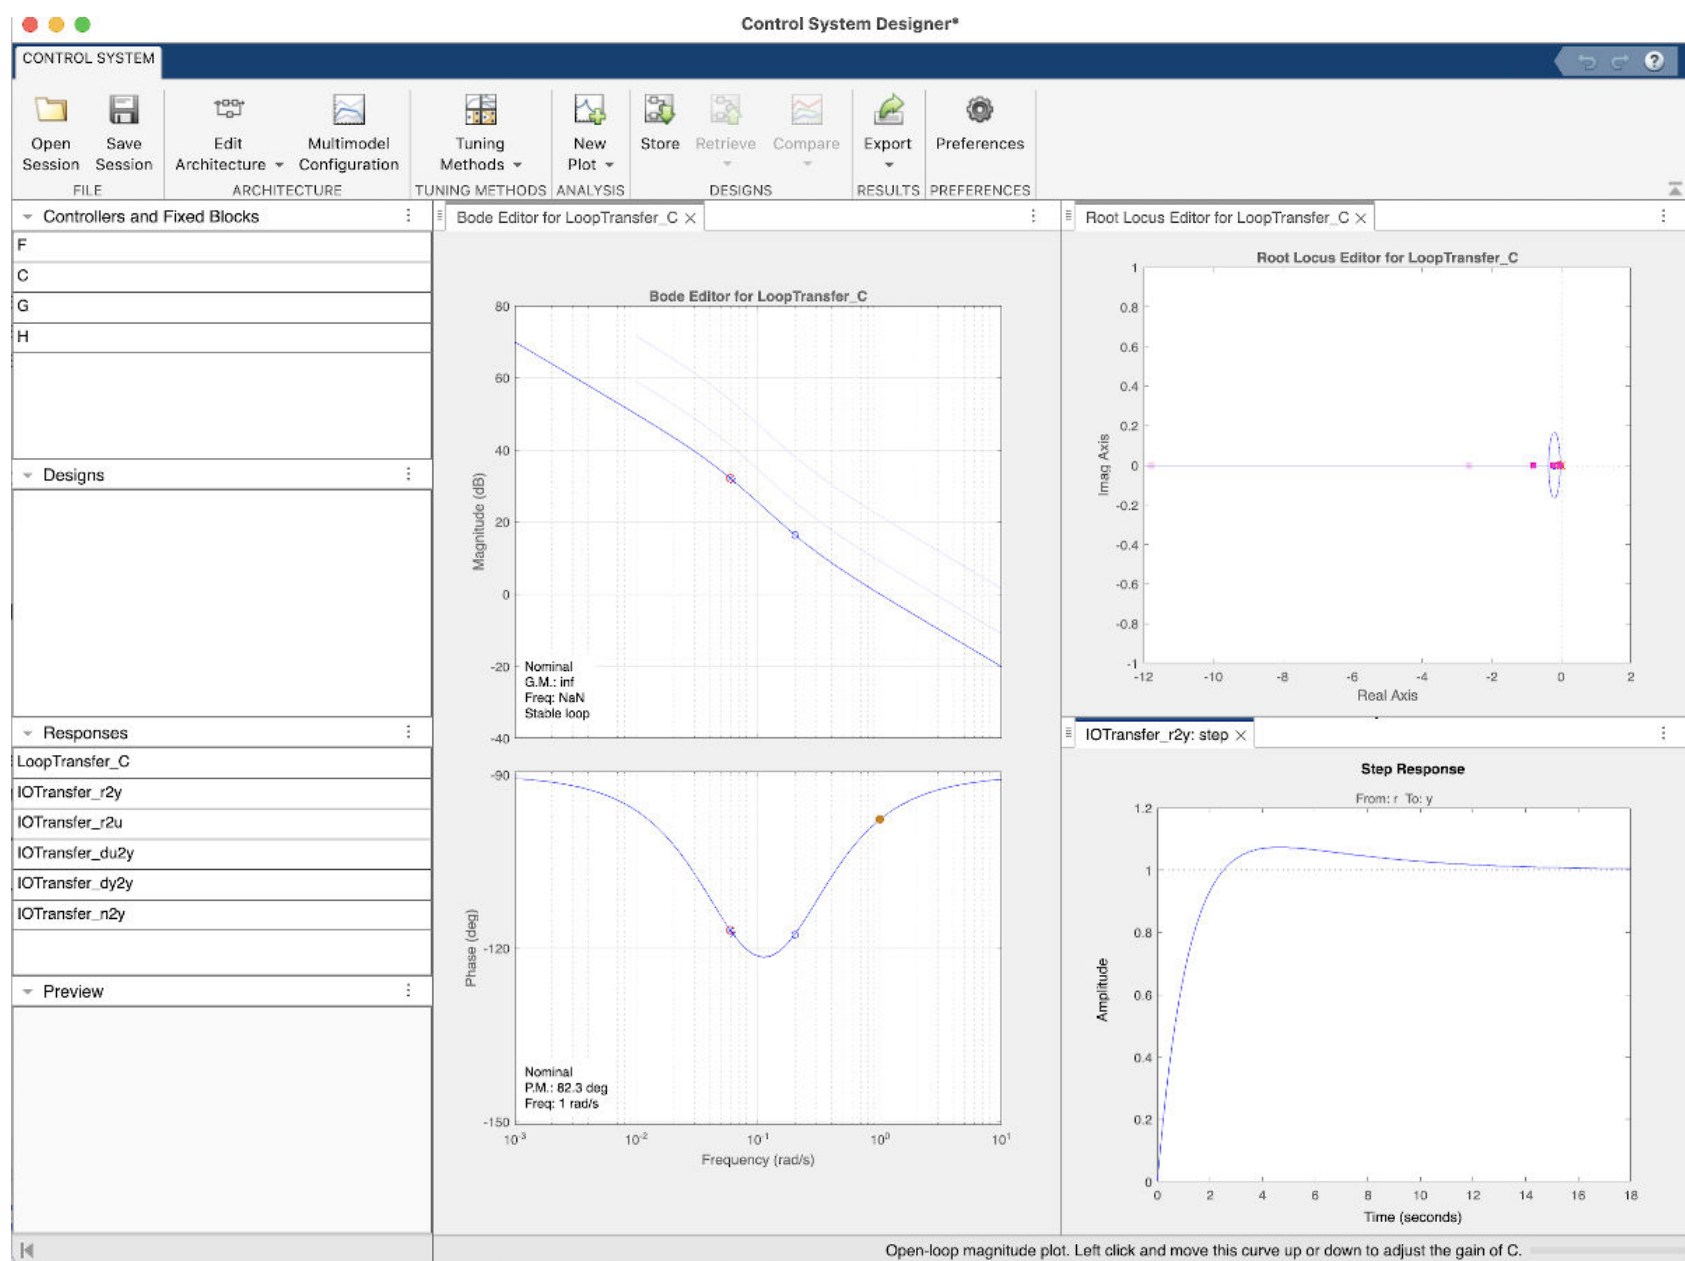 Control System Designer*
CONTROL SYSTEM
Open Session
Save Session
Edit Architecture
Multimodel Configuration
Tuning Methods
New Plot
Store
Retrieve
Compare
Export
Preferences
FILE
ARCHITECTURE
TUNING METHODS
ANALYSIS
DESIGNS
RESULTS
PREFERENCES
Controllers and Fixed Blocks
F
C
G
H
Designs
Responses
LoopTransfer_C
IOTransfer_r2y
IOTransfer_r2u
IOTransfer_du2y
IOTransfer_dy2y
IOTransfer_n2y
Preview
Bode Editor for LoopTransfer_C
Bode Editor for LoopTransfer_C
80
60
40
20
0
-20
-40
Magnitude (dB)
Nominal
G.M.: inf
Freq: NaN
Stable loop
-90
-120
-150
Phase (deg)
Nominal
P.M.: 82.3 deg
Freq: 1 rad/s
10-3
10-2
10-1
100
101
Frequency (rad/s)
Root Locus Editor for LoopTransfer_C
Root Locus Editor for LoopTransfer_C
1
0.8
0.6
0.4
0.2
0
-0.2
-0.4
-0.6
-0.8
-1
Imag Axis
-12 -10 -8 -6 -4 -2 0 2
Real Axis
IOTransfer_r2y: step
Step Response
From: r To: y
1.2
1
0.8
0.6
0.4
0.2
0
Amplitude
0 2 4 6 8 10 12 14 16 18
Time (seconds)
Open-loop magnitude plot. Left click and move this curve up or down to adjust the gain of C.